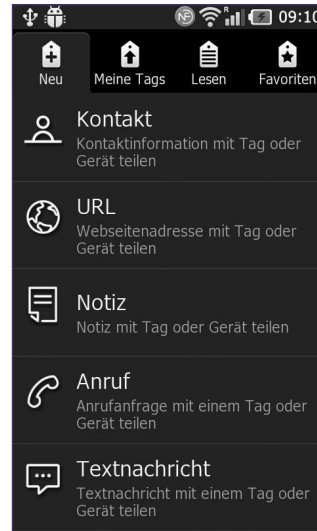 09:10
Neu
Meine Tags
Lesen
Favoriten
Kontakt
Kontaktinformation mit Tag oder
Gerät teilen
URL
Webseitenadresse mit Tag oder
Gerät teilen
Notiz
Notiz mit Tag oder Gerät teilen
Anruf
Anrufanfrage mit einem Tag oder
Gerät teilen
Textnachricht
Textnachricht mit einem Tag oder
Gerät teilen